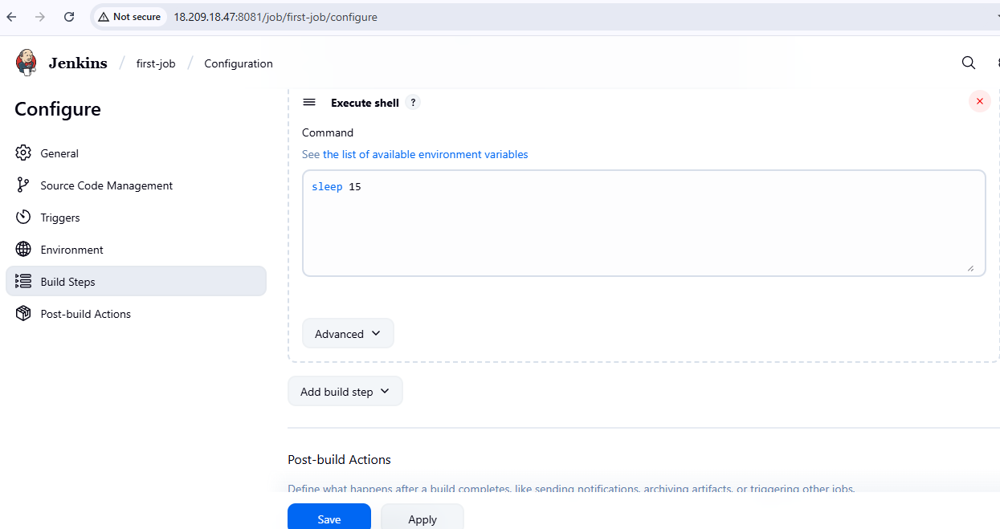 Not secure 18.209.18.47:8081/job/first-job/configure
Jenkins / first-job / Configuration
Configure
General
Source Code Management
Triggers
Environment
Build Steps
Post-build Actions
Execute shell ?
Command
See the list of available environment variables
sleep 15
Advanced
Add build step
Post-build Actions
Define what happens after a build completes, like sending notifications, archiving artifacts, or triggering other jobs.
Save Apply